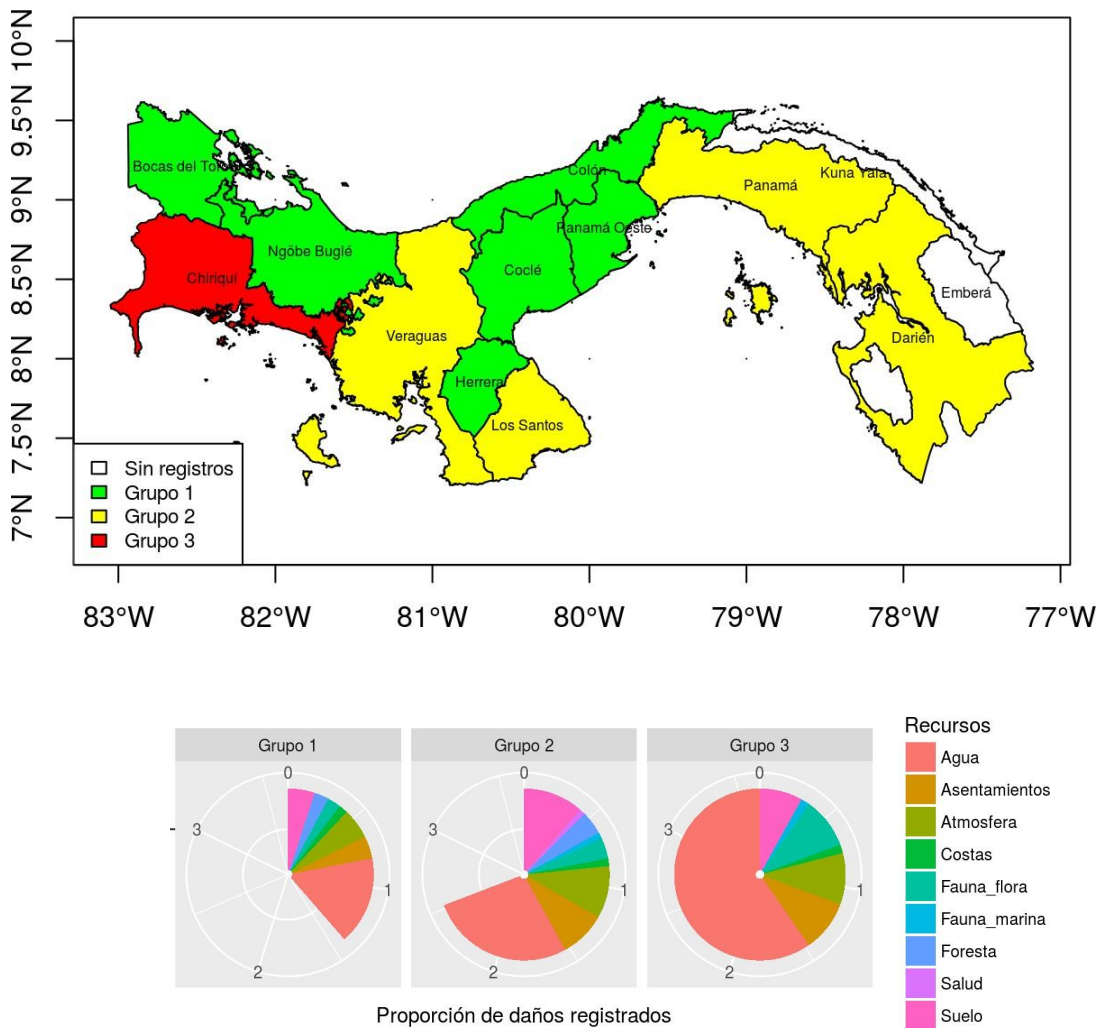 10°N
9.5°N
9°N
8.5°N
8°N
7.5°N
7°N
Bocas del Toro
Colón
Kuna Yala
Panamá
Panamá Oeste
Ngöbe Buglé
Coclé
Chiriquí
Emberá
Veraguas
Darién
Herrera
Los Santos
Sin registros
Grupo 1
Grupo 2
Grupo 3
83°W 82°W 81°W 80°W 79°W 78°W 77°W
Grupo 1 Grupo 2 Grupo 3
0 0 0
3 3 3
1 1 1
2 2 2
Proporción de daños registrados
Recursos
Agua
Asentamientos
Atmosfera
Costas
Fauna_flora
Fauna_marina
Foresta
Salud
Suelo